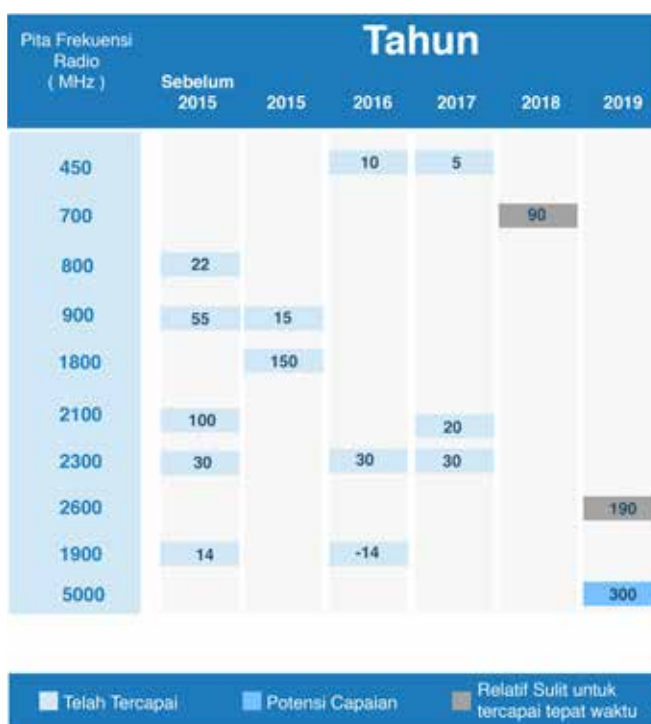 Pita Frekuensi
Radio
( MHz )
Tahun
Sebelum
2015 2015 2016 2017 2018 2019
450 10 5
700 90
800 22
900 55 15
1800 150
2100 100 20
2300 30 30 30
2600 190
1900 14 -14
5000 300
Telah Tercapai Potensi Capaian Relatif Sulit untuk
tercapai tepat waktu